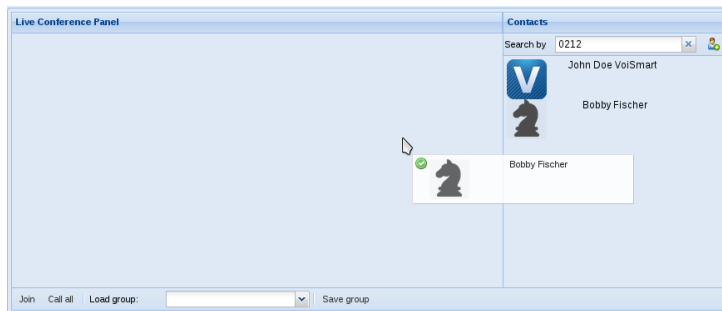 Live Conference Panel
Contacts
Search by 0212
V
John Doe VoiSmart
Bobby Fischer
Bobby Fischer
Join Call all Load group: Save group